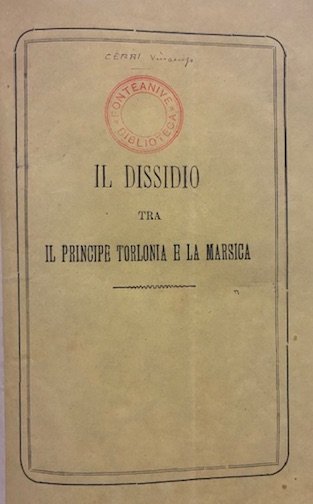 CERRI Vincenzo
FONTEANIVE
BIBLIOTECA
IL DISSIDIO
TRA
IL PRINCIPE TORLONIA E LA MARSICA